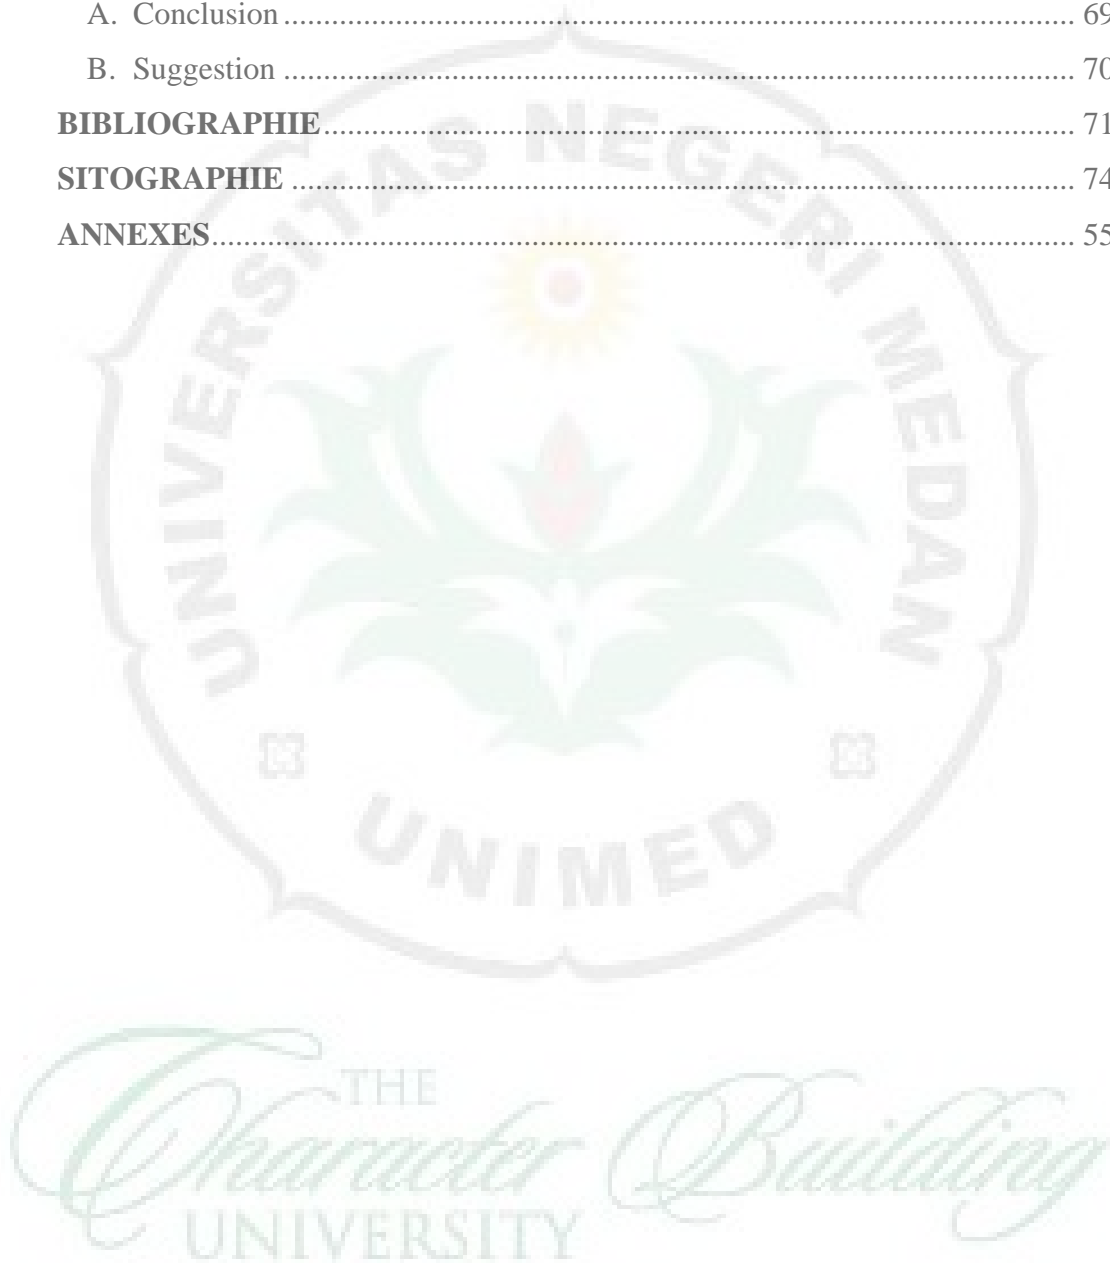 A. Conclusion ........................................................................................................ 69
B. Suggestion ........................................................................................................ 70
BIBLIOGRAPHIE ................................................................................................ 71
SITOGRAPHIE .................................................................................................... 74
ANNEXES ............................................................................................................ 55
UNIVERSITAS NEGERI MEDAN
UNIMED
THE
Character Building
UNIVERSITY